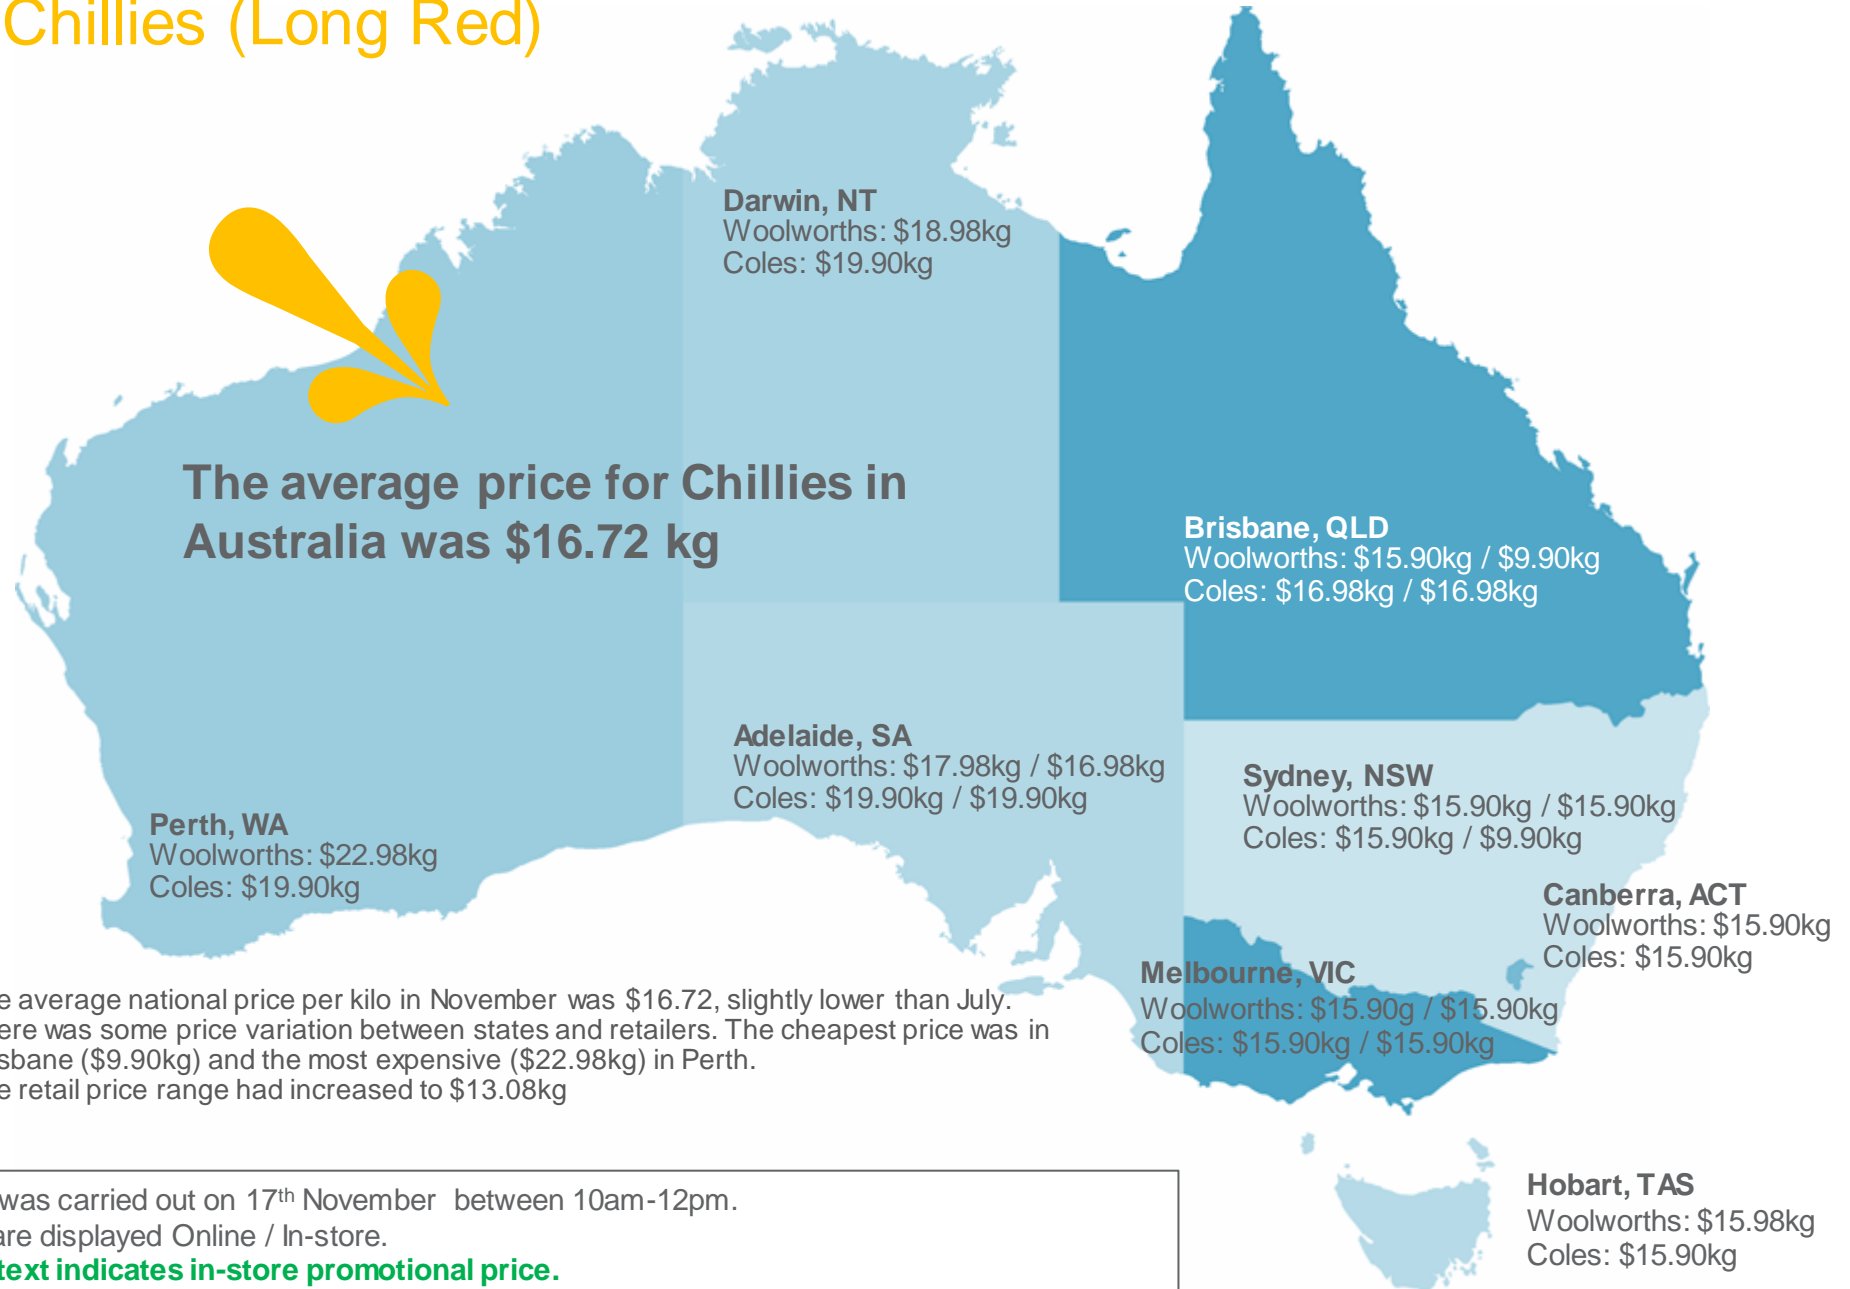 Chillies (Long Red)
Darwin, NT
Woolworths: $18.98kg
Coles: $19.90kg
The average price for Chillies in
Australia was $16.72 kg
Brisbane, QLD
Woolworths: $15.90kg / $9.90kg
Coles: $16.98kg / $16.98kg
Adelaide, SA
Woolworths: $17.98kg / $16.98kg
Coles: $19.90kg / $19.90kg
Sydney, NSW
Woolworths: $15.90kg / $15.90kg
Coles: $15.90kg / $9.90kg
Perth, WA
Woolworths: $22.98kg
Coles: $19.90kg
Canberra, ACT
Woolworths: $15.90kg
Coles: $15.90kg
Melbourne, VIC
Woolworths: $15.90g / $15.90kg
Coles: $15.90kg / $15.90kg
e average national price per kilo in November was $16.72, slightly lower than July.
ere was some price variation between states and retailers. The cheapest price was in
sbane ($9.90kg) and the most expensive ($22.98kg) in Perth.
e retail price range had increased to $13.08kg
was carried out on 17th November between 10am-12pm.
are displayed Online / In-store.
text indicates in-store promotional price.
Hobart, TAS
Woolworths: $15.98kg
Coles: $15.90kg